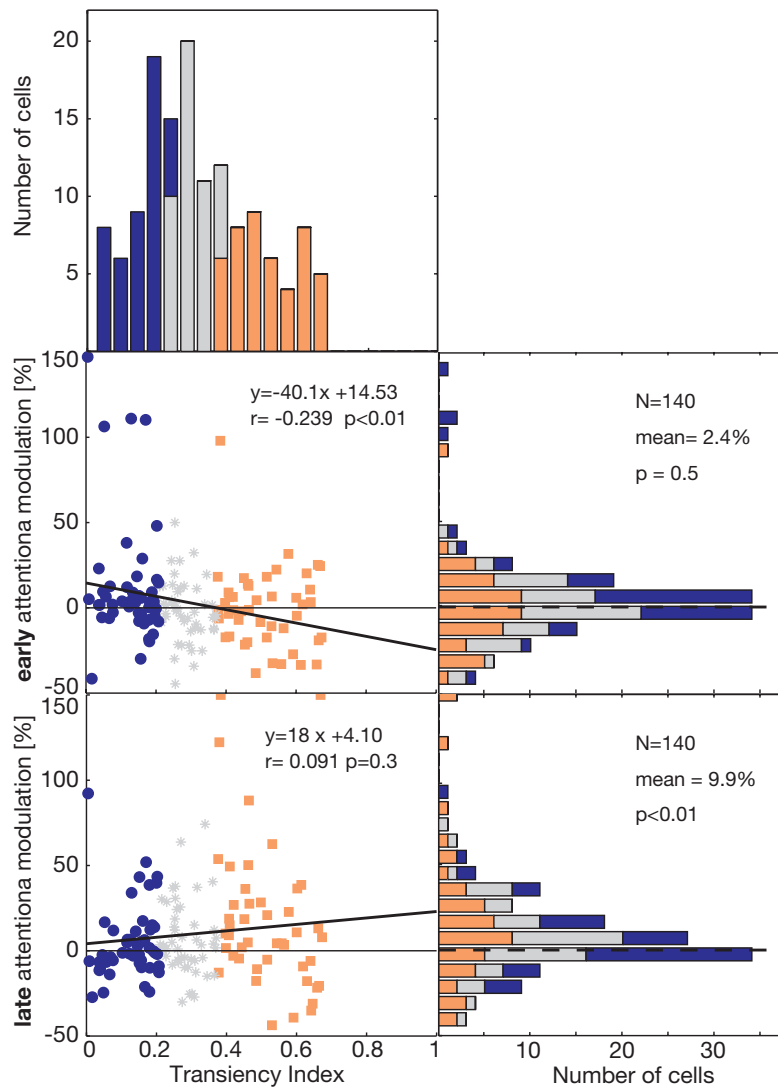 20
15
10
5
Number of cells
150
100
50
0
-50
early attentiona modulation [%]
y=-40.1x +14.53
r= -0.239 p<0.01
N=140
mean= 2.4%
p = 0.5
150
100
50
0
-50
late attentiona modulation [%]
y=18 x +4.10
r= 0.091 p=0.3
N=140
mean = 9.9%
p<0.01
0 0.2 0.4 0.6 0.8 1
Transiency Index
10 20 30
Number of cells